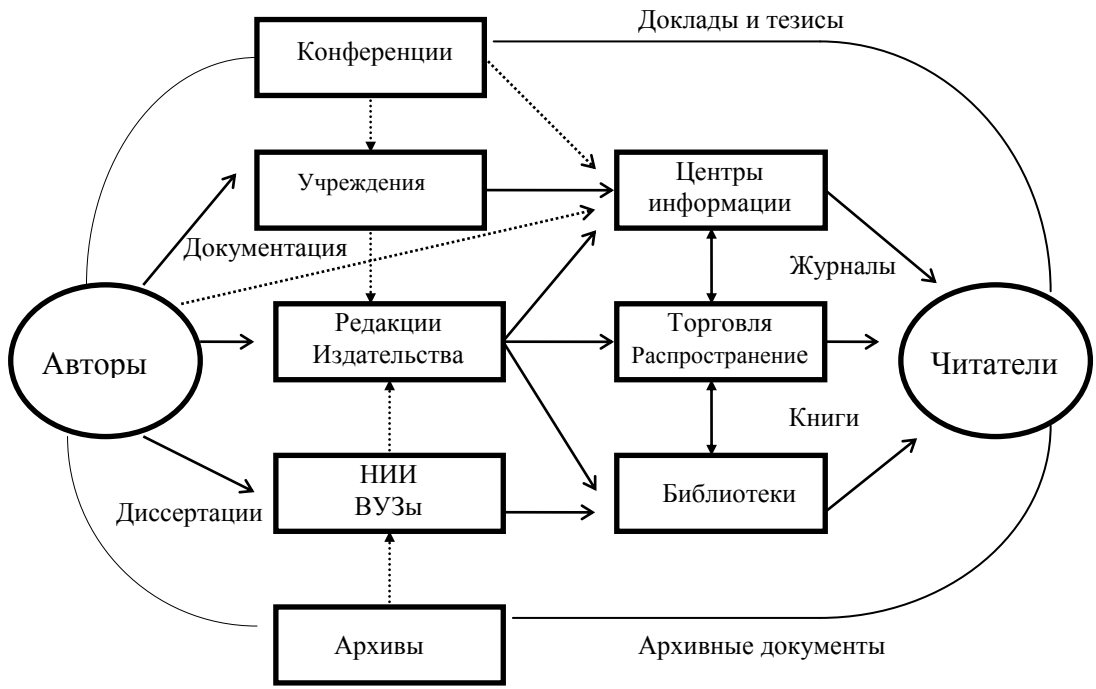 Доклады и тезисы
Конференции
Учреждения
Центры
информации
Документация
Журналы
Редакции
Издательства
Торговля
Распространение
Авторы
Читатели
Книги
НИИ
ВУЗы
Библиотеки
Диссертации
Архивы
Архивные документы